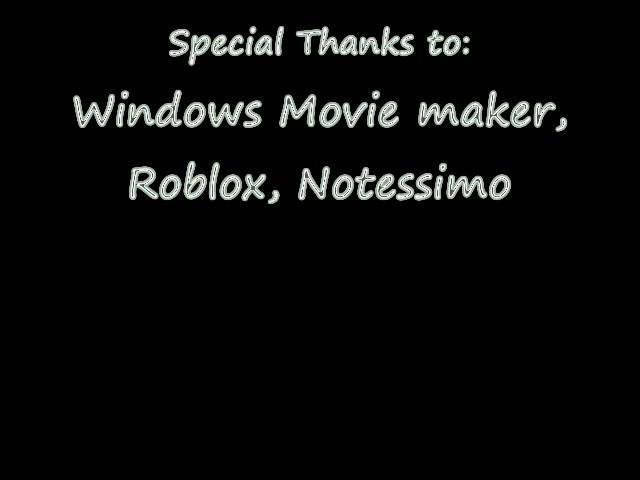 Special Thanks to:
Windows Movie maker,
Roblox, Notessimo